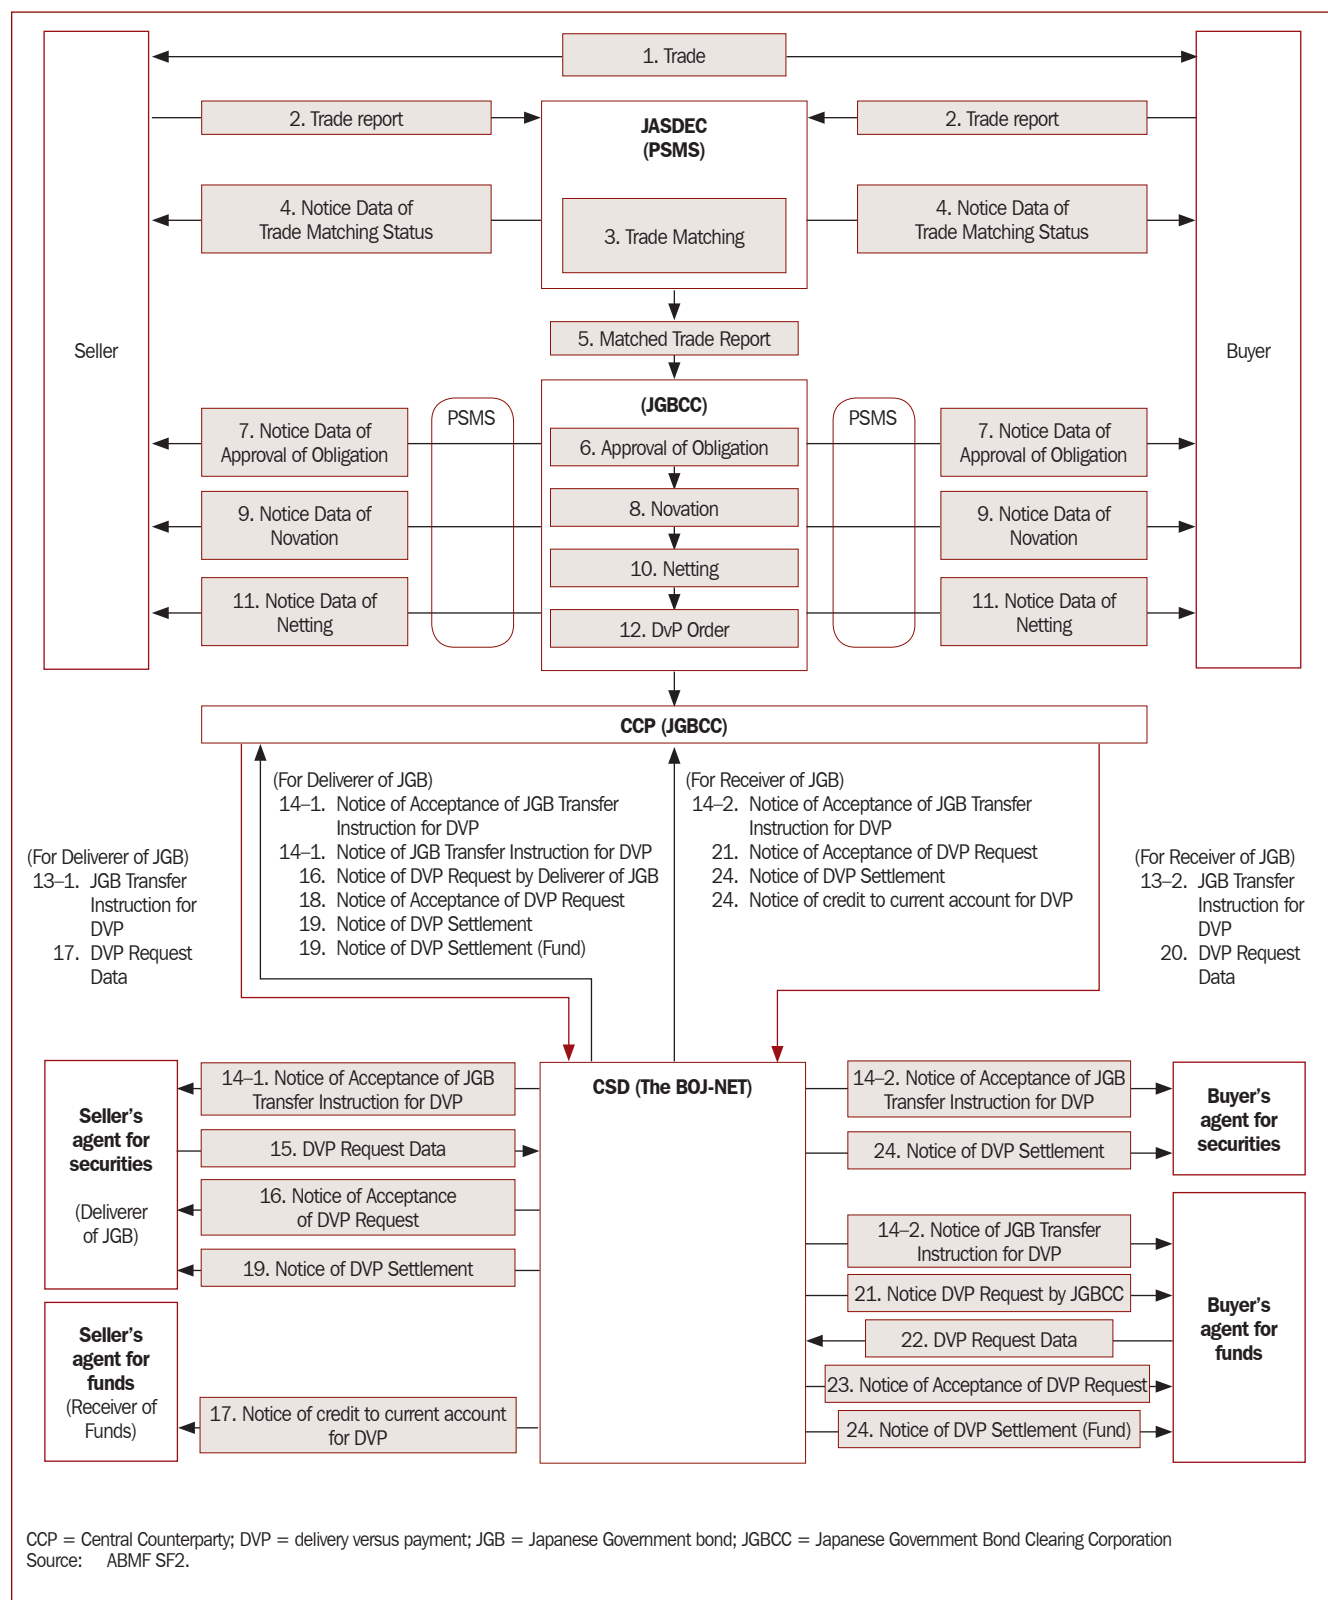 1. Trade
2. Trade report
2. Trade report
JASDEC
(PSMS)
4. Notice Data of
Trade Matching Status
3. Trade Matching
4. Notice Data of
Trade Matching Status
5. Matched Trade Report
Seller
Buyer
(JGBCC)
PSMS
PSMS
7. Notice Data of
Approval of Obligation
6. Approval of Obligation
7. Notice Data of
Approval of Obligation
9. Notice Data of
Novation
8. Novation
9. Notice Data of
Novation
10. Netting
11. Notice Data of
Netting
12. DvP Order
11. Notice Data of
Netting
CCP (JGBCC)
(For Deliverer of JGB)
14–1. Notice of Acceptance of JGB Transfer
Instruction for DVP
14–1. Notice of JGB Transfer Instruction for DVP
16. Notice of DVP Request by Deliverer of JGB
18. Notice of Acceptance of DVP Request
19. Notice of DVP Settlement
19. Notice of DVP Settlement (Fund)
(For Receiver of JGB)
14–2. Notice of Acceptance of JGB Transfer
Instruction for DVP
21. Notice of Acceptance of DVP Request
24. Notice of DVP Settlement
24. Notice of credit to current account for DVP
(For Deliverer of JGB)
13–1. JGB Transfer
Instruction for
DVP
17. DVP Request
Data
(For Receiver of JGB)
13–2. JGB Transfer
Instruction for
DVP
20. DVP Request
Data
CSD (The BOJ-NET)
Seller's
agent for
securities
(Deliverer
of JGB)
14–1. Notice of Acceptance of JGB
Transfer Instruction for DVP
15. DVP Request Data
16. Notice of Acceptance
of DVP Request
19. Notice of DVP Settlement
Seller's
agent for
funds
(Receiver of
Funds)
17. Notice of credit to current account
for DVP
14–2. Notice of Acceptance of JGB
Transfer Instruction for DVP
24. Notice of DVP Settlement
Buyer's
agent for
securities
14–2. Notice of JGB Transfer
Instruction for DVP
21. Notice DVP Request by JGBCC
22. DVP Request Data
23. Notice of Acceptance of DVP Request
24. Notice of DVP Settlement (Fund)
Buyer's
agent for
funds
CCP = Central Counterparty; DVP = delivery versus payment; JGB = Japanese Government bond; JGBCC = Japanese Government Bond Clearing Corporation
Source: ABMF SF2.